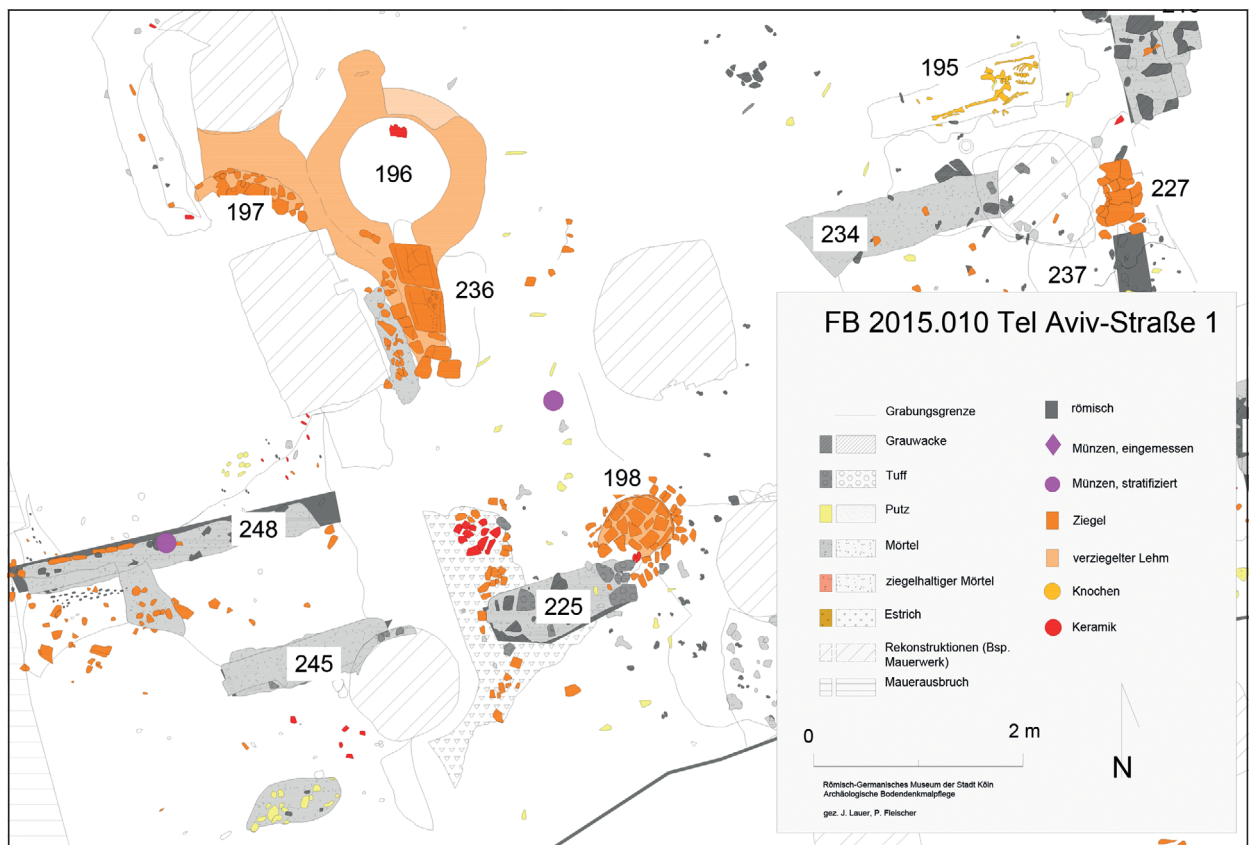 195
196
227
197
234
237
236
198
248
225
245
FB 2015.010 Tel Aviv-Straße 1
Grabungsgrenze
Grauwacke
Tuff
Putz
Mörtel
ziegelhaltiger Mörtel
Estrich
Rekonstruktionen (Bsp.
Mauerwerk)
Mauerausbruch
römisch
Münzen, eingemessen
Münzen, stratifiziert
Ziegel
verziegelter Lehm
Knochen
Keramik
0
2 m
N
Römisch-Germanisches Museum der Stadt Köln
Archäologische Bodendenkmalpflege
gez. J. Lauer, P. Fleischer